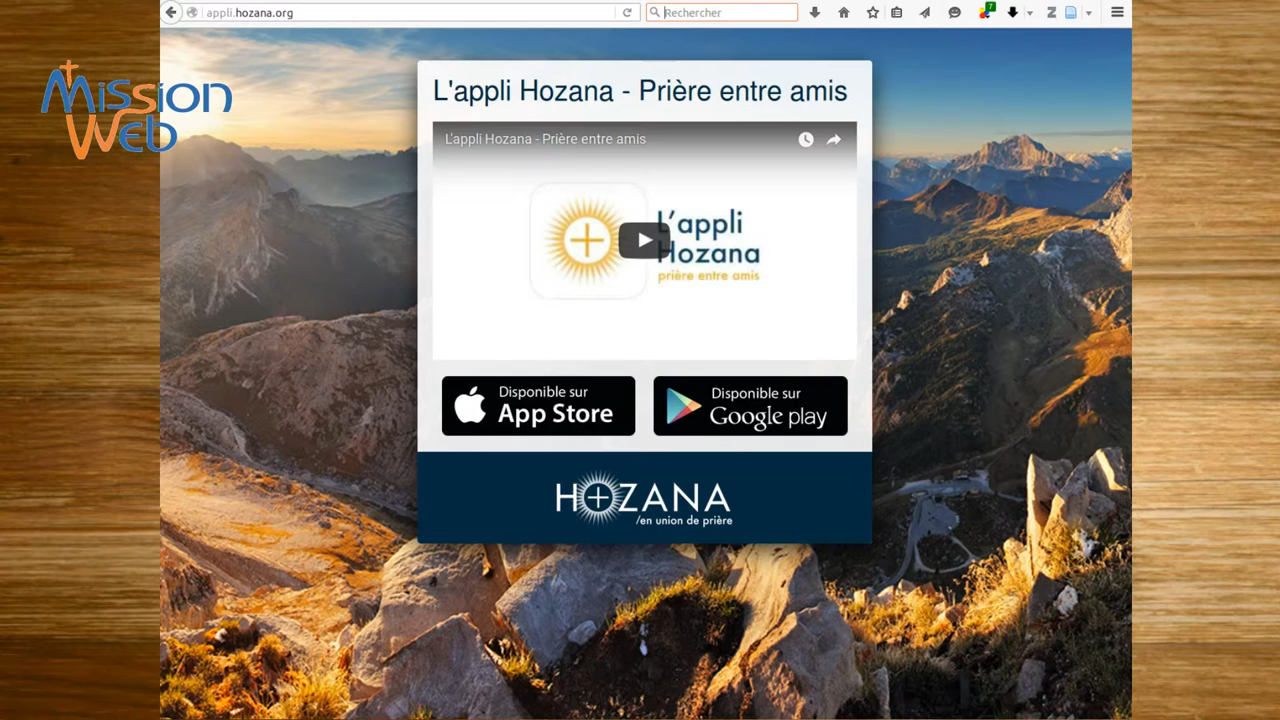 appli.hozana.org
Rechercher
7
Z
Mission
Web
L'appli Hozana - Prière entre amis
L'appli Hozana - Prière entre amis
L'appli
Hozana
prière entre amis
Disponible sur
App Store
Disponible sur
Google play
HOZANA
/en union de prière